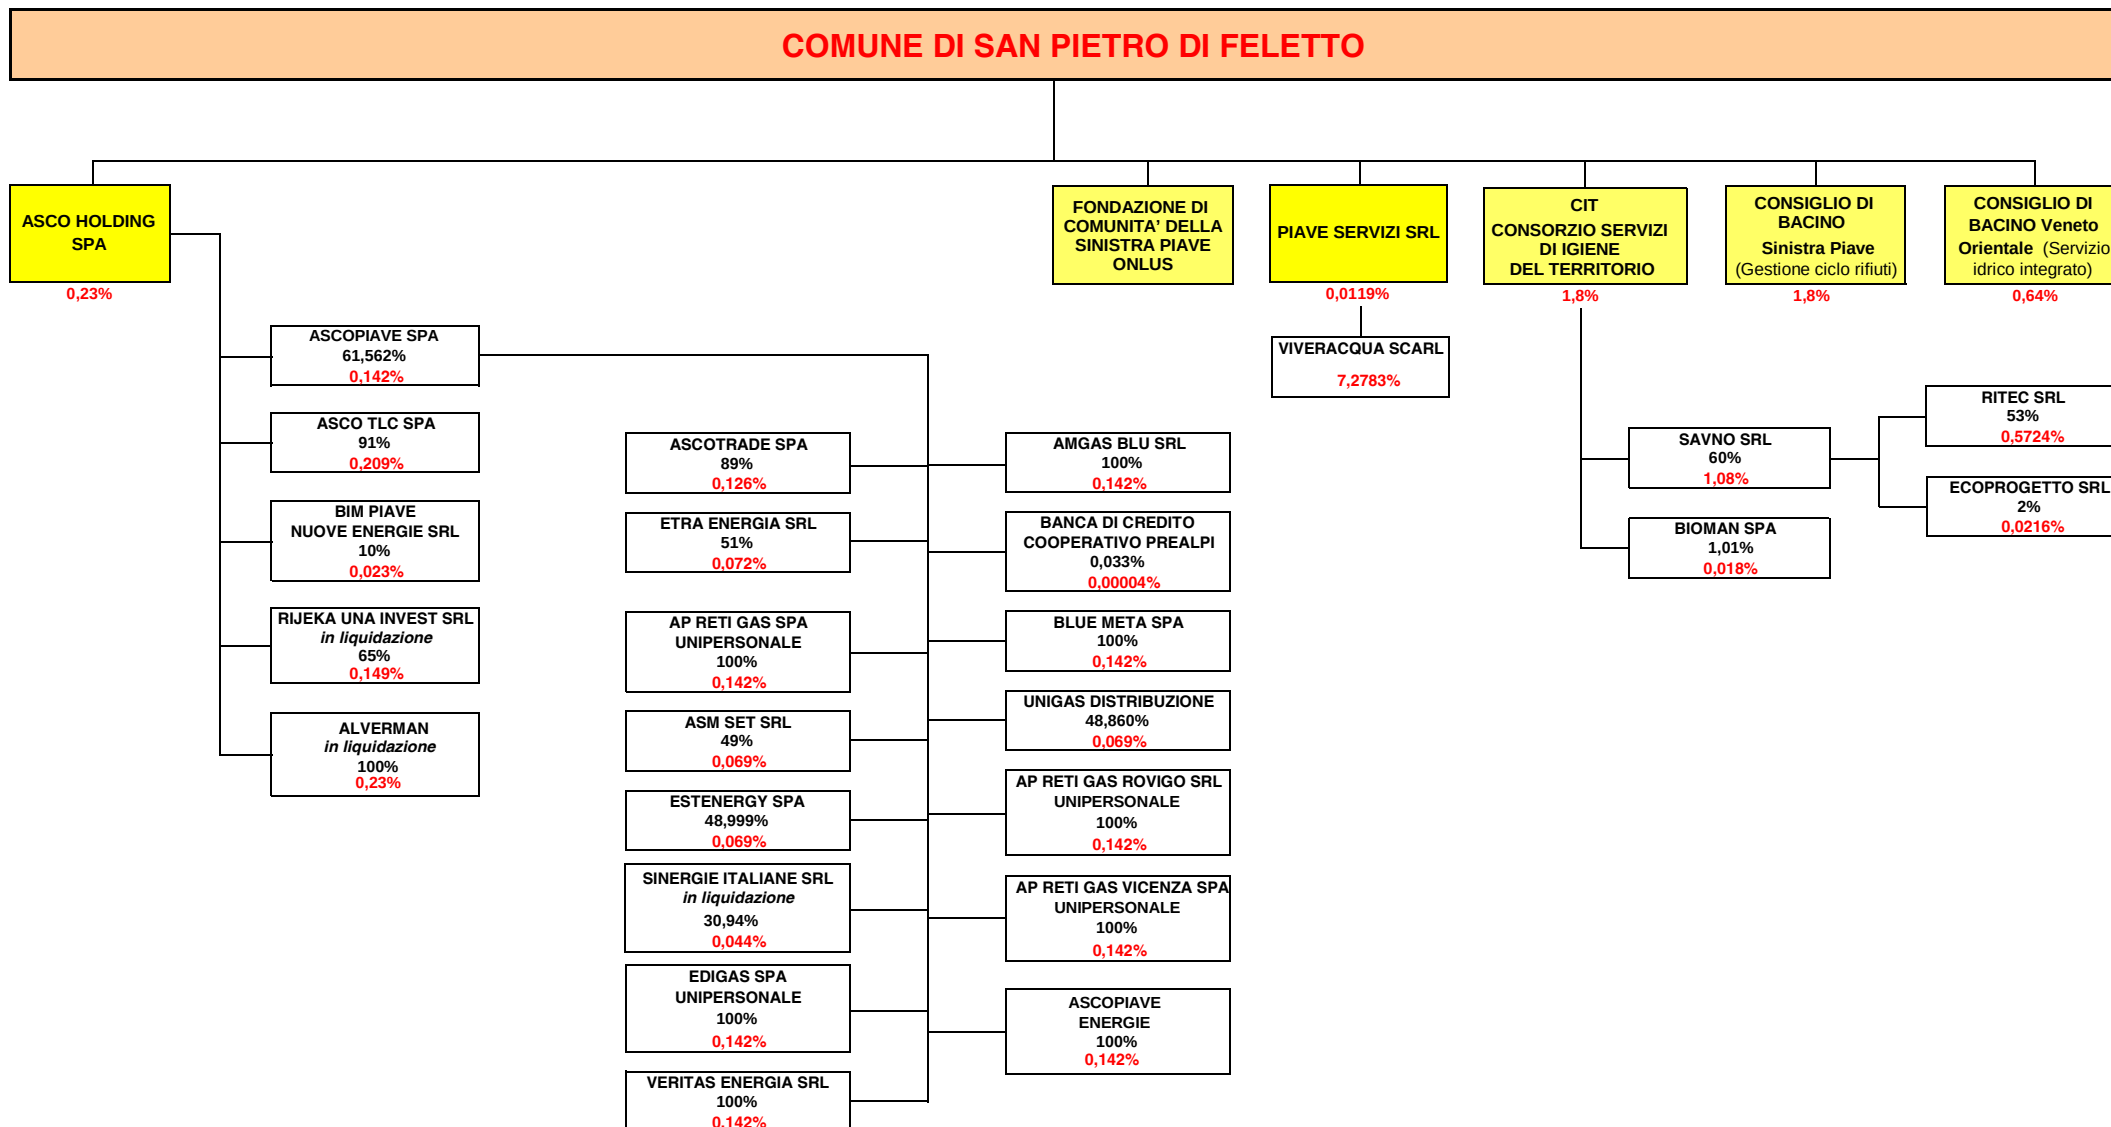 COMUNE DI SAN PIETRO DI FELETTO
ASCO HOLDING
SPA
0,23%
FONDAZIONE DI
COMUNITA’ DELLA
SINISTRA PIAVE
ONLUS
PIAVE SERVIZI SRL
0,0119%
CIT
CONSORZIO SERVIZI
DI IGIENE
DEL TERRITORIO
1,8%
CONSIGLIO DI
BACINO
Sinistra Piave
(Gestione ciclo rifiuti)
1,8%
CONSIGLIO DI
BACINO Veneto
Orientale (Servizio
idrico integrato)
0,64%
ASCOPIAVE SPA
61,562%
0,142%
ASCO TLC SPA
91%
0,209%
BIM PIAVE
NUOVE ENERGIE SRL
10%
0,023%
RIJEKA UNA INVEST SRL
in liquidazione
65%
0,149%
ALVERMAN
in liquidazione
100%
0,23%
ASCOTRADE SPA
89%
0,126%
ETRA ENERGIA SRL
51%
0,072%
AP RETI GAS SPA
UNIPERSONALE
100%
0,142%
ASM SET SRL
49%
0,069%
ESTENERGY SPA
48,999%
0,069%
SINERGIE ITALIANE SRL
in liquidazione
30,94%
0,044%
EDIGAS SPA
UNIPERSONALE
100%
0,142%
VERITAS ENERGIA SRL
100%
0,142%
AMGAS BLU SRL
100%
0,142%
BANCA DI CREDITO
COOPERATIVO PREALPI
0,033%
0,00004%
BLUE META SPA
100%
0,142%
UNIGAS DISTRIBUZIONE
48,860%
0,069%
AP RETI GAS ROVIGO SRL
UNIPERSONALE
100%
0,142%
AP RETI GAS VICENZA SPA
UNIPERSONALE
100%
0,142%
ASCOPIAVE
ENERGIE
100%
0,142%
VIVERACQUA SCARL
7,2783%
SAVNO SRL
60%
1,08%
BIOMAN SPA
1,01%
0,018%
RITEC SRL
53%
0,5724%
ECOPROGETTO SRL
2%
0,0216%